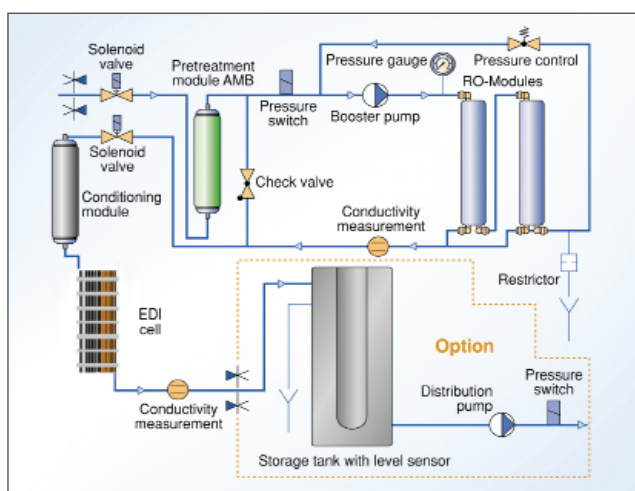 Solenoid
valve
Pretreatment
module AMB
Pressure gauge
Pressure control
RO-Modules
Pressure
switch
Booster pump
Solenoid
valve
Conditioning
module
Check valve
Conductivity
measurement
Restrictor
EDI
cell
Option
Conductivity
measurement
Distribution
pump
Pressure
switch
Storage tank with level sensor